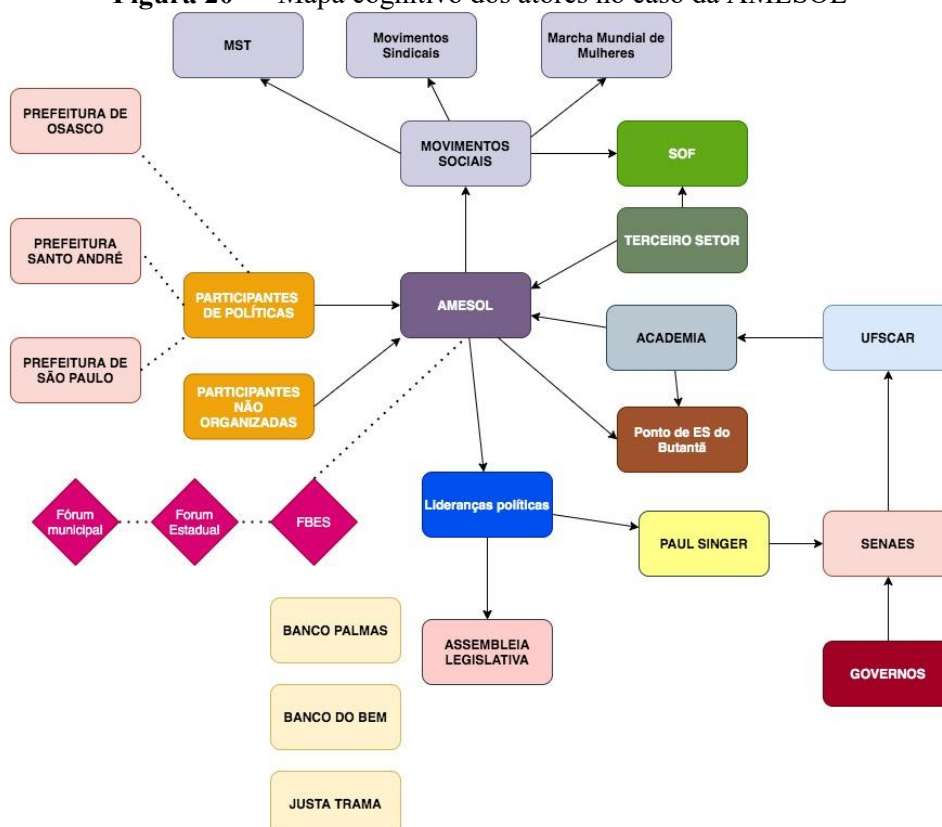 Figura 20 — Mapa cognitivo dos atores no caso da AMESOL
MST
Movimentos
Sindicais
Marcha Mundial de
Mulheres
PREFEITURA DE
OSASCO
MOVIMENTOS
SOCIAIS
SOF
PREFEITURA
SANTO ANDRÉ
TERCEIRO SETOR
PARTICIPANTES
DE POLÍTICAS
AMESOL
ACADEMIA
UFSCAR
PREFEITURA DE
SÃO PAULO
PARTICIPANTES
NÃO
ORGANIZADAS
Ponto de ES do
Butantã
Fórum
municipal
Forum
Estadual
FBES
Lideranças políticas
PAUL SINGER
SENAES
BANCO PALMAS
ASSEMBLEIA
LEGISLATIVA
GOVERNOS
BANCO DO BEM
JUSTA TRAMA